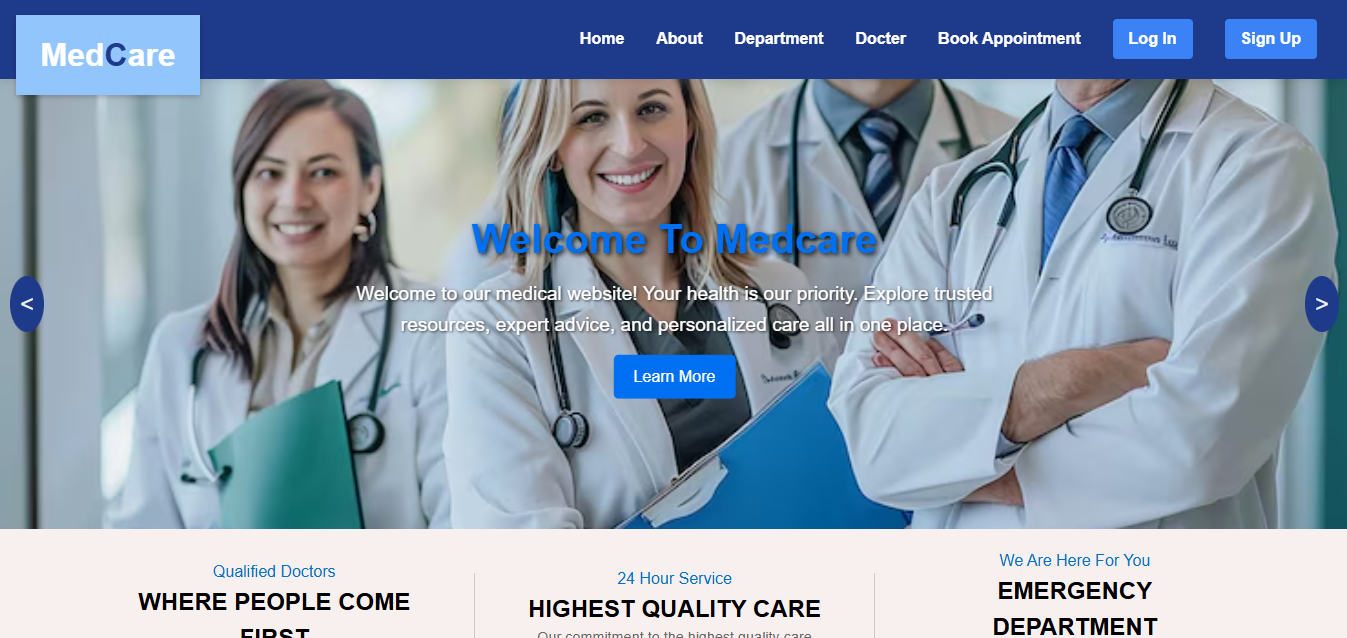 MedCare
Home About Department Docter Book Appointment Log In Sign Up
Welcome To Medcare
Welcome to our medical website! Your health is our priority. Explore trusted
resources, expert advice, and personalized care all in one place.
< >
Learn More
Qualified Doctors
WHERE PEOPLE COME
FIRST
24 Hour Service
HIGHEST QUALITY CARE
Our commitment to the highest quality care
We Are Here For You
EMERGENCY
DEPARTMENT